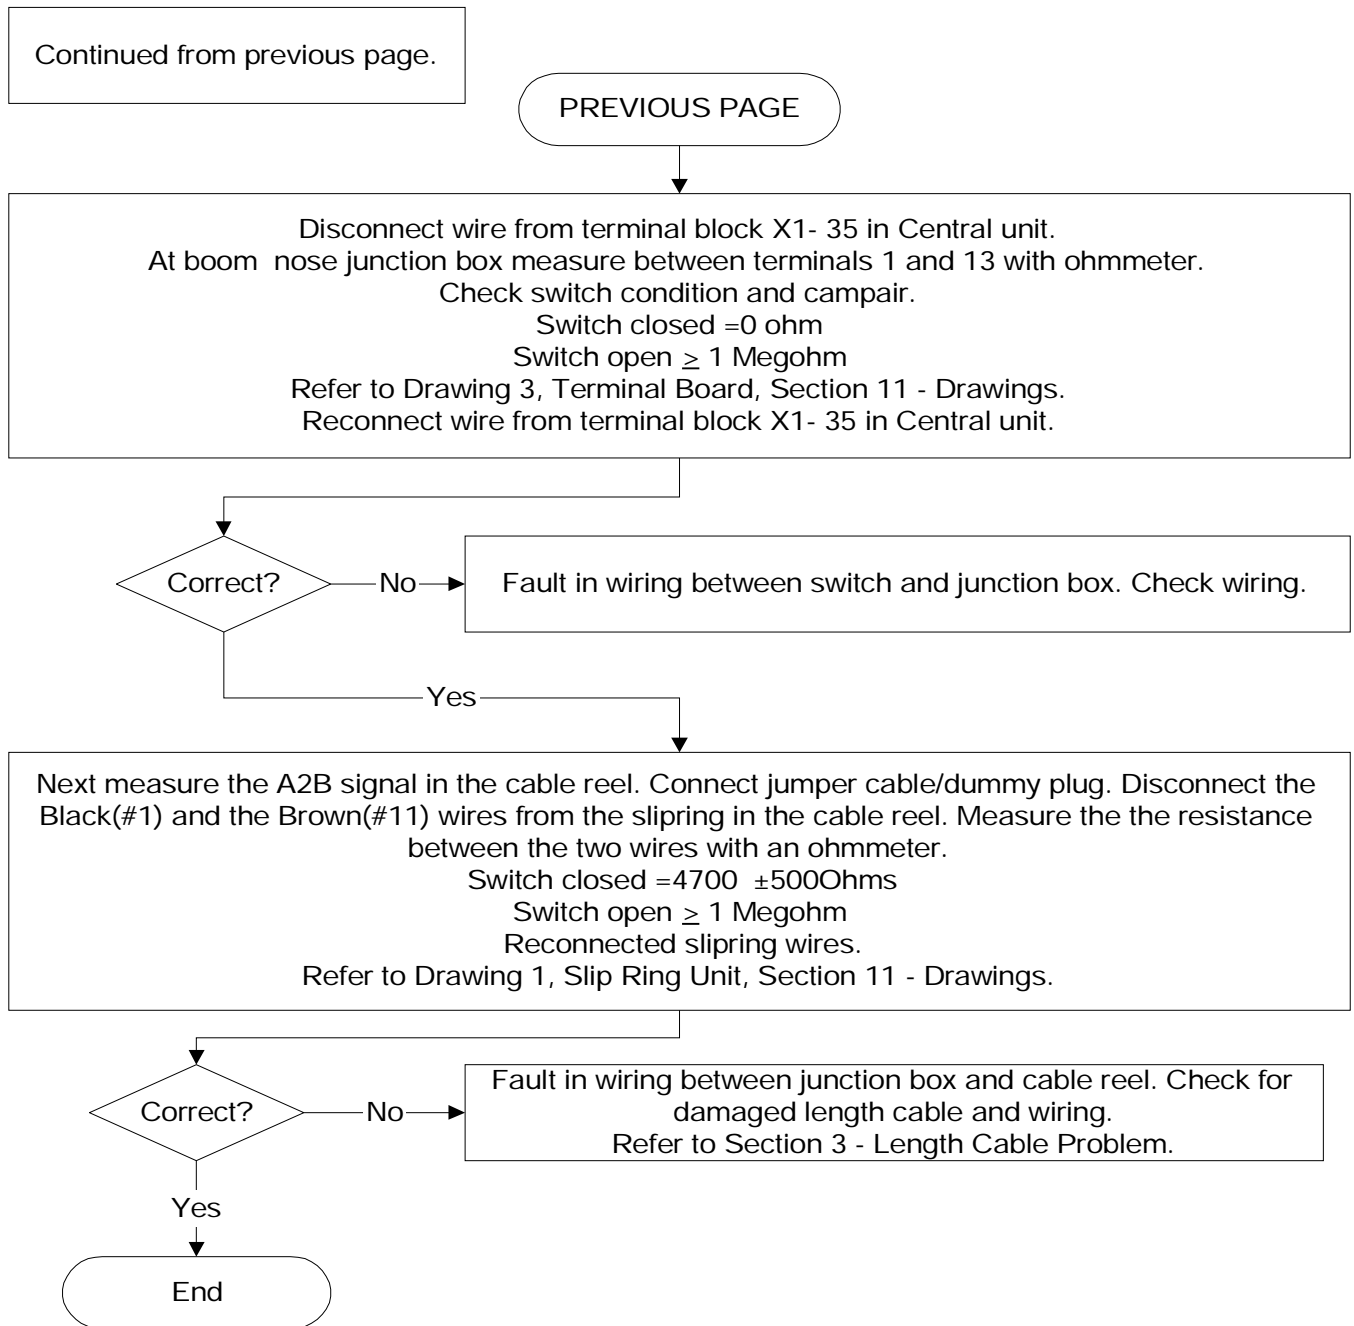 Continued from previous page.
PREVIOUS PAGE
Disconnect wire from terminal block X1- 35 in Central unit.
At boom  nose junction box measure between terminals 1 and 13 with ohmmeter.
Check switch condition and campair.
Switch closed =0 ohm
Switch open ≥ 1 Megohm
Refer to Drawing 3, Terminal Board, Section 11 - Drawings.
Reconnect wire from terminal block X1- 35 in Central unit.
Correct?
No
Fault in wiring between switch and junction box. Check wiring.
Yes
Next measure the A2B signal in the cable reel. Connect jumper cable/dummy plug. Disconnect the
Black(#1) and the Brown(#11) wires from the slipring in the cable reel. Measure the the resistance
between the two wires with an ohmmeter.
Switch closed =4700  ±500Ohms
Switch open ≥ 1 Megohm
Reconnected slipring wires.
Refer to Drawing 1, Slip Ring Unit, Section 11 - Drawings.
Correct?
No
Fault in wiring between junction box and cable reel. Check for
damaged length cable and wiring.
Refer to Section 3 - Length Cable Problem.
Yes
End